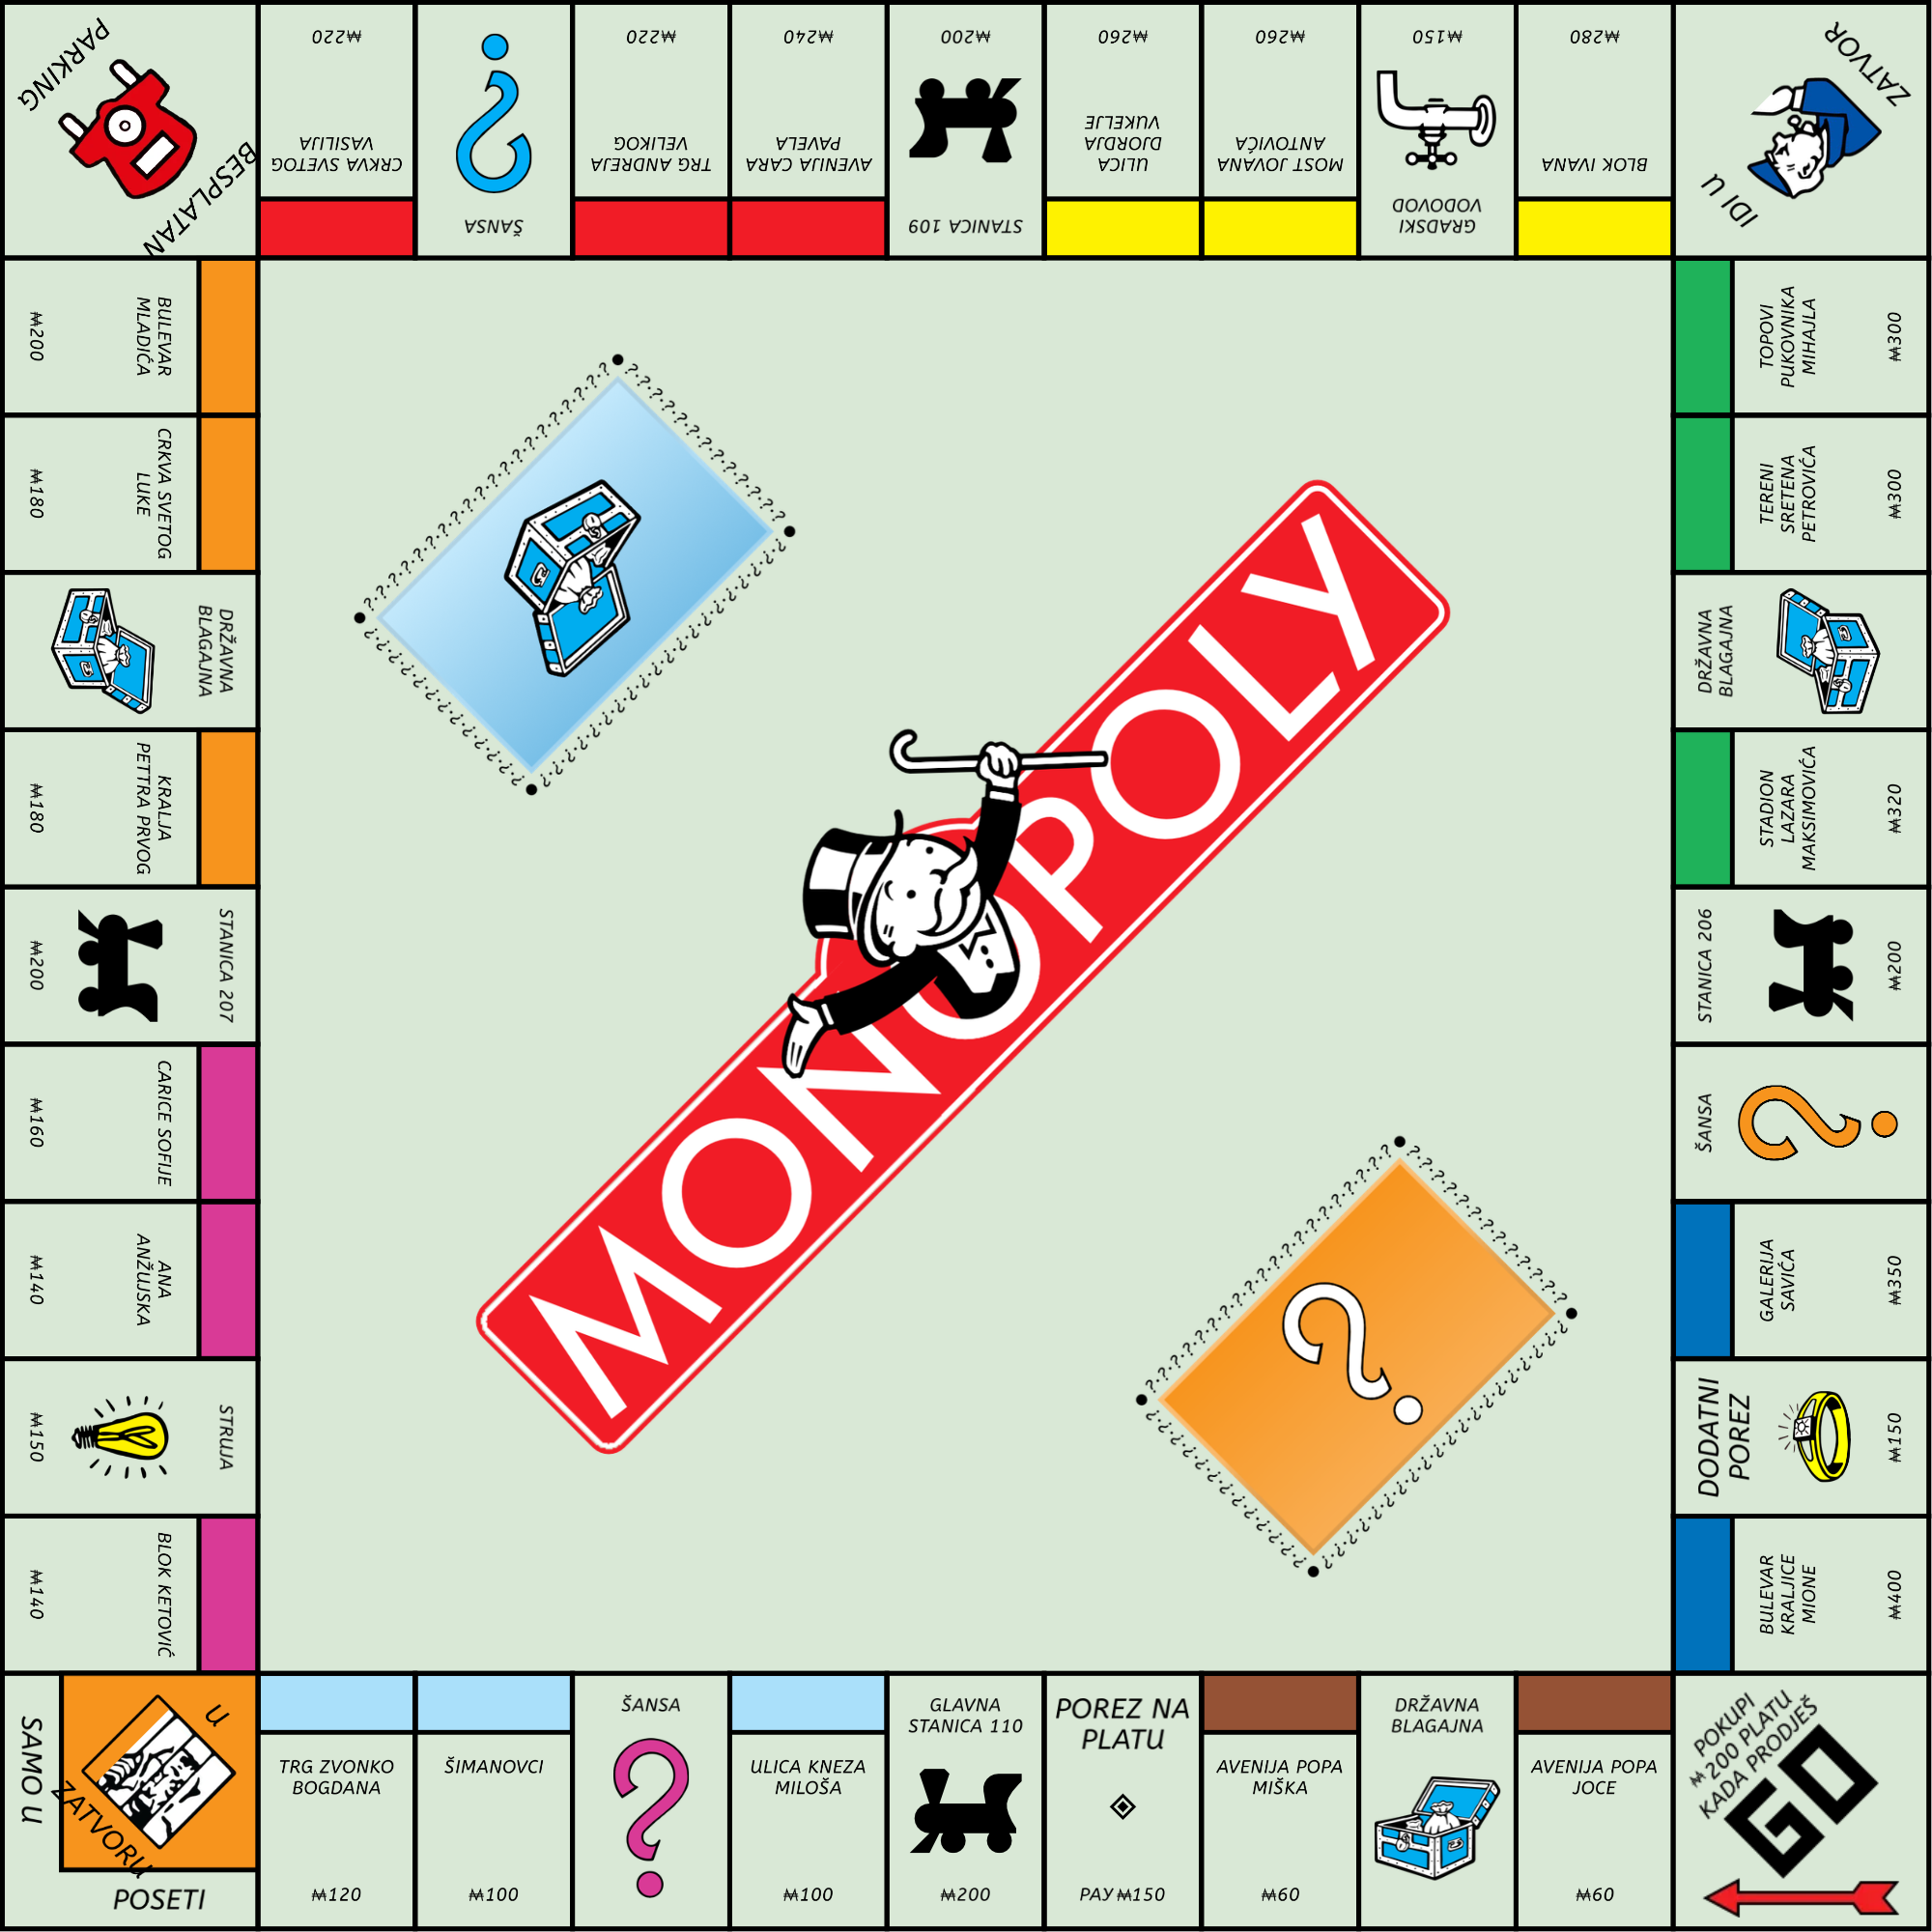 PARKING
BESPLATAN
₩220
CRKVA SVETOG
VASILIJA
ŠANSA
₩220
TRG ANDREJA
VELIKOG
₩240
AVENIJA CARA
PAVELA
₩200
STANICA 109
₩260
ULICA
DJORDJA
VUKELJE
₩260
MOST JOVANA
ANTOVIĆA
₩150
GRADSKI
VODOVOD
₩280
BLOK IVANA
IDI U
ZATVOR
TOPOVI
PUKOVNIKA
MIHAJLA
₩300
TERENI
SRETENA
PETROVIĆA
₩300
DRŽAVNA
BLAGAJNA
STADION
LAZARA
MAKSIMOVIĆA
₩320
STANICA 206
₩200
ŠANSA
GALERIJA
SAVIĆA
₩350
DODATNI
POREZ
₩150
BULEVAR
KRALJICE
MIONE
₩400
POKUPI
₩200 PLATU
KADA PRODJEŠ
GO
AVENIJA POPA
JOCE
₩60
DRŽAVNA
BLAGAJNA
AVENIJA POPA
MIŠKA
₩60
POREZ NA
PLATU
PAY ₩150
GLAVNA
STANICA 110
₩200
ULICA KNEZA
MILOŠA
₩100
ŠANSA
ŠIMANOVCI
₩100
TRG ZVONKO
BOGDANA
₩120
SAMO U
POSETI
U
ZATVORU
BLOK KETOVIĆ
₩140
STRUJA
₩150
ANA
ANŽUJSKA
₩140
CARICE SOFIJE
₩160
STANICA 207
₩200
KRALJA
PETTRA PRVOG
₩180
DRŽAVNA
BLAGAJNA
CRKVA SVETOG
LUKE
₩180
BULEVAR
MLADIĆA
₩200
MONOPOLY